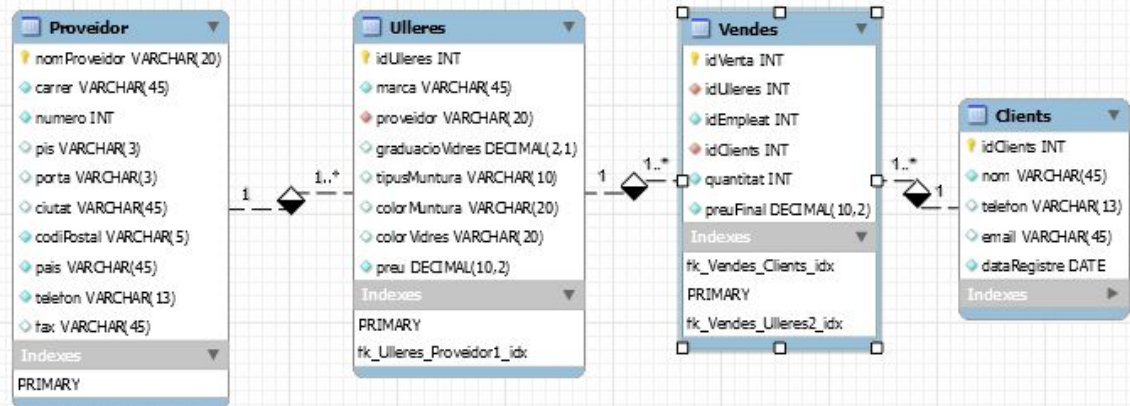 Proveidor
nomProveidor VARCHAR(20)
carrer VARCHAR(45)
numero INT
pis VARCHAR(3)
porta VARCHAR(3)
ciutat VARCHAR(45)
codiPostal VARCHAR(5)
pais VARCHAR(45)
telefon VARCHAR(13)
fax VARCHAR(45)
Indexes
PRIMARY
1
1..*
Ulleres
idUlleres INT
marca VARCHAR(45)
proveidor VARCHAR(20)
graduacioVidres DECIMAL(2,1)
tipusMuntura VARCHAR(10)
colorMuntura VARCHAR(20)
colorVidres VARCHAR(20)
preu DECIMAL(10,2)
Indexes
PRIMARY
fk_Ulleres_Proveidor1_idx
1
1..*
Vendes
idVenta INT
idUlleres INT
idEmpleat INT
idClients INT
quantitat INT
preuFinal DECIMAL(10,2)
Indexes
fk_Vendes_Clients_idx
PRIMARY
fk_Vendes_Ulleres2_idx
1..*
1
Clients
idClients INT
nom VARCHAR(45)
telefon VARCHAR(13)
email VARCHAR(45)
dataRegistre DATE
Indexes